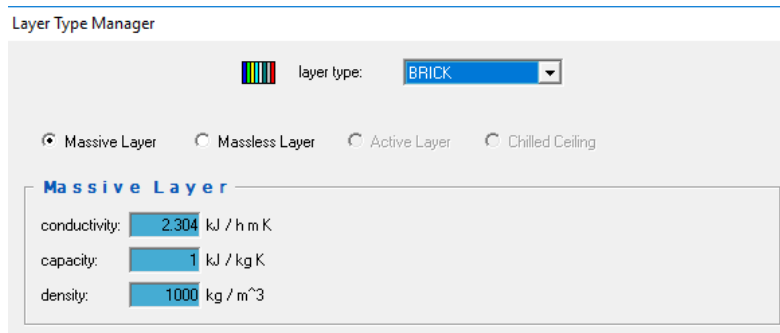 Layer Type Manager
layer type: BRICK
Massive Layer Massless Layer Active Layer Chilled Ceiling
Massive Layer
conductivity: 2.304 kJ / h m K
capacity: 1 kJ / kg K
density: 1000 kg / m^3